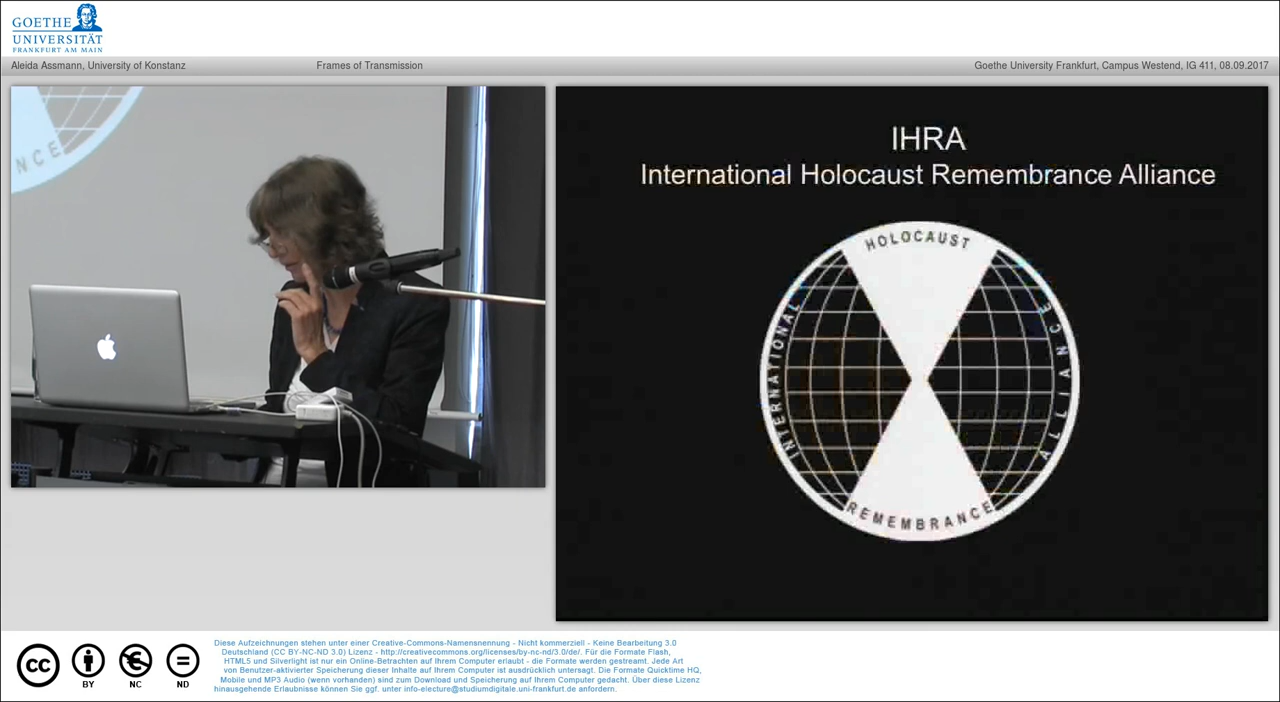 GOETHE
UNIVERSITÄT
FRANKFURT AM MAIN
Aleida Assmann, University of Konstanz
Frames of Transmission
Goethe University Frankfurt, Campus Westend, IG 411, 08.09.2017
NCE
IHRA
International Holocaust Remembrance Alliance
HOLOCAUST
INTERNATIONAL
ALLIANCE
REMEMBRANCE
cc
BY
NC
ND
Diese Aufzeichnungen stehen unter einer Creative-Commons-Namensnennung - Nicht kommerziell - Keine Bearbeitung 3.0
Deutschland (CC BY-NC-ND 3.0) Lizenz - http://creativecommons.org/licenses/by-nc-nd/3.0/de/. Für die Formate Flash,
HTML5 und Silverlight ist nur ein Online-Betrachten auf Ihrem Computer erlaubt - die Formate werden gestreamt. Jede Art
von Benutzer-aktivierter Speicherung dieser Inhalte auf Ihrem Computer ist ausdrücklich untersagt. Die Formate Quicktime HQ,
Mobile und MP3 Audio (wenn vorhanden) sind zum Download und Speicherung auf Ihrem Computer gedacht. Über diese Lizenz
hinausgehende Erlaubnisse können Sie ggf. unter info-electure@studiumdigitale.uni-frankfurt.de anfordern.